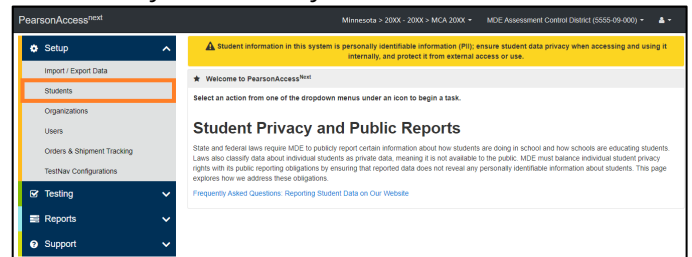 PearsonAccessnext
Minnesota > 20XX - 20XX > MCA 20XX
MDE Assessment Control District (5555-09-000)
Setup
Import / Export Data
Students
Organizations
Users
Orders & Shipment Tracking
TestNav Configurations
Testing
Reports
Support
Student information in this system is personally identifiable information (PII); ensure student data privacy when accessing and using it
internally, and protect it from external access or use.
Welcome to PearsonAccessNext
Select an action from one of the dropdown menus under an icon to begin a task.
Student Privacy and Public Reports
State and federal laws require MDE to publicly report certain information about how students are doing in school and how schools are educating students.
Laws also classify data about individual students as private data, meaning it is not available to the public. MDE must balance individual student privacy
rights with its public reporting obligations by ensuring that reported data does not reveal any personally identifiable information about students. This page
explores how we address these obligations.
Frequently Asked Questions: Reporting Student Data on Our Website